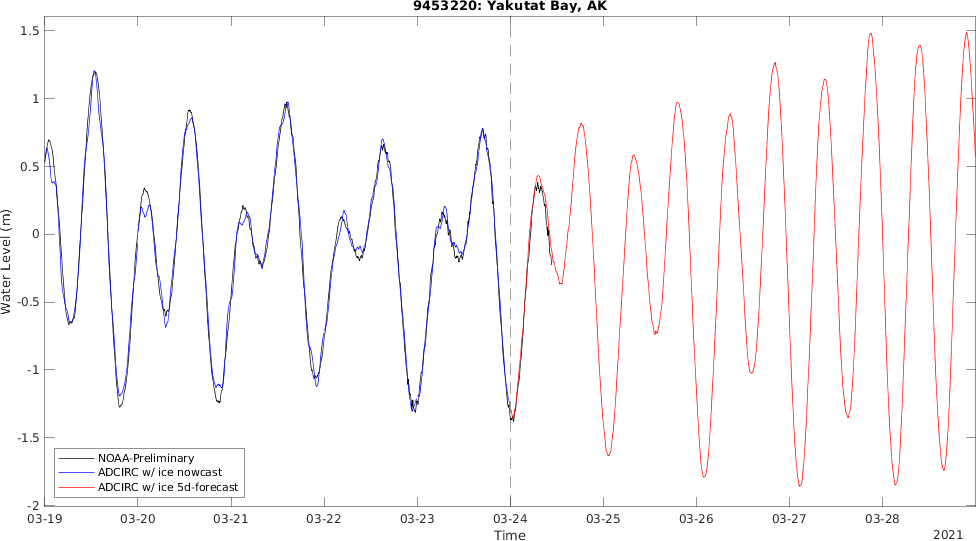 9453220: Yakutat Bay, AK
Water Level (m)
1.5
1
0.5
0
-0.5
-1
-1.5
-2
NOAA-Preliminary
ADCIRC w/ ice nowcast
ADCIRC w/ ice 5d-forecast
03-19 03-20 03-21 03-22 03-23 03-24 03-25 03-26 03-27 03-28
Time
2021